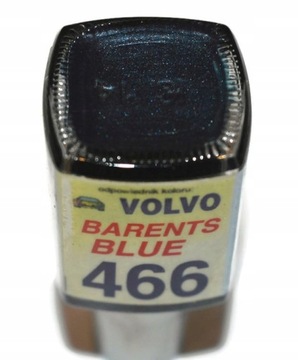 odpowiednik koloru:
VOLVO
BARENTS
BLUE
466